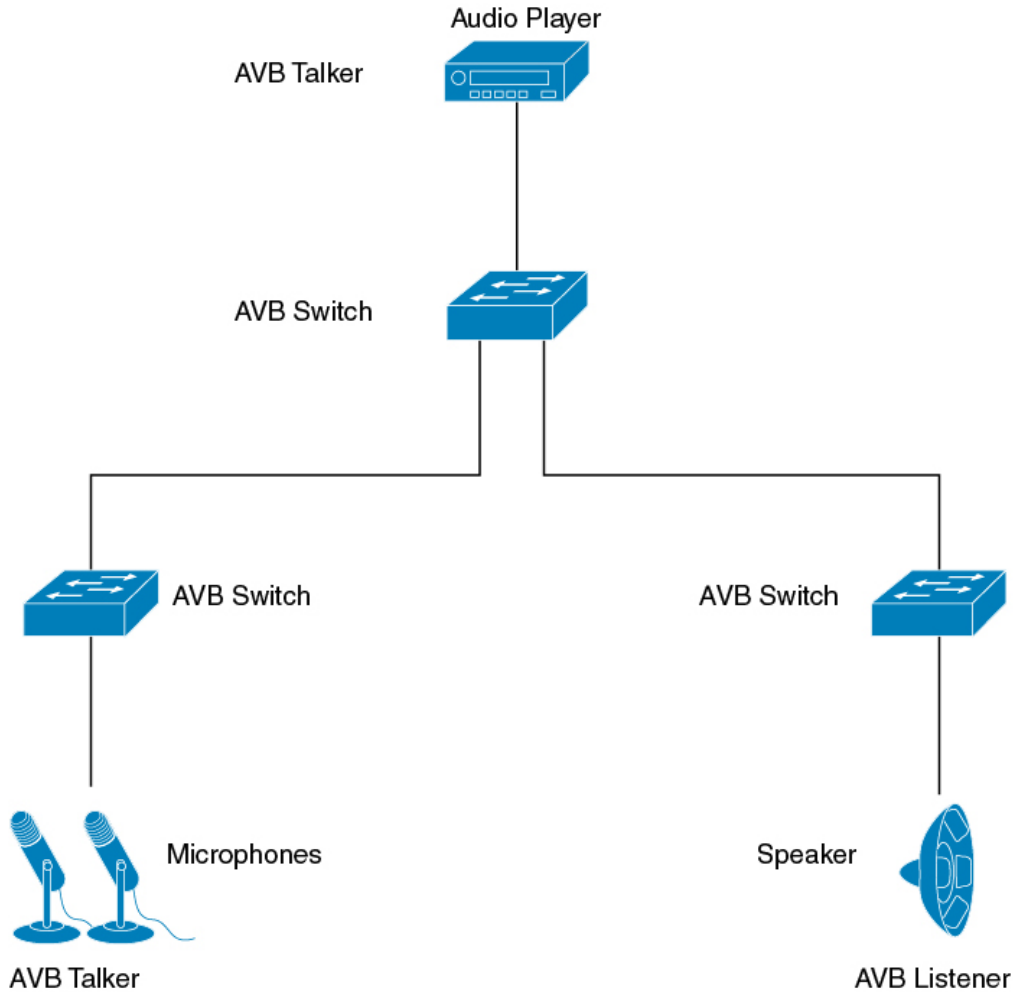 Audio Player
AVB Talker
AVB Switch
AVB Switch
AVB Switch
Microphones
Speaker
AVB Talker
AVB Listener